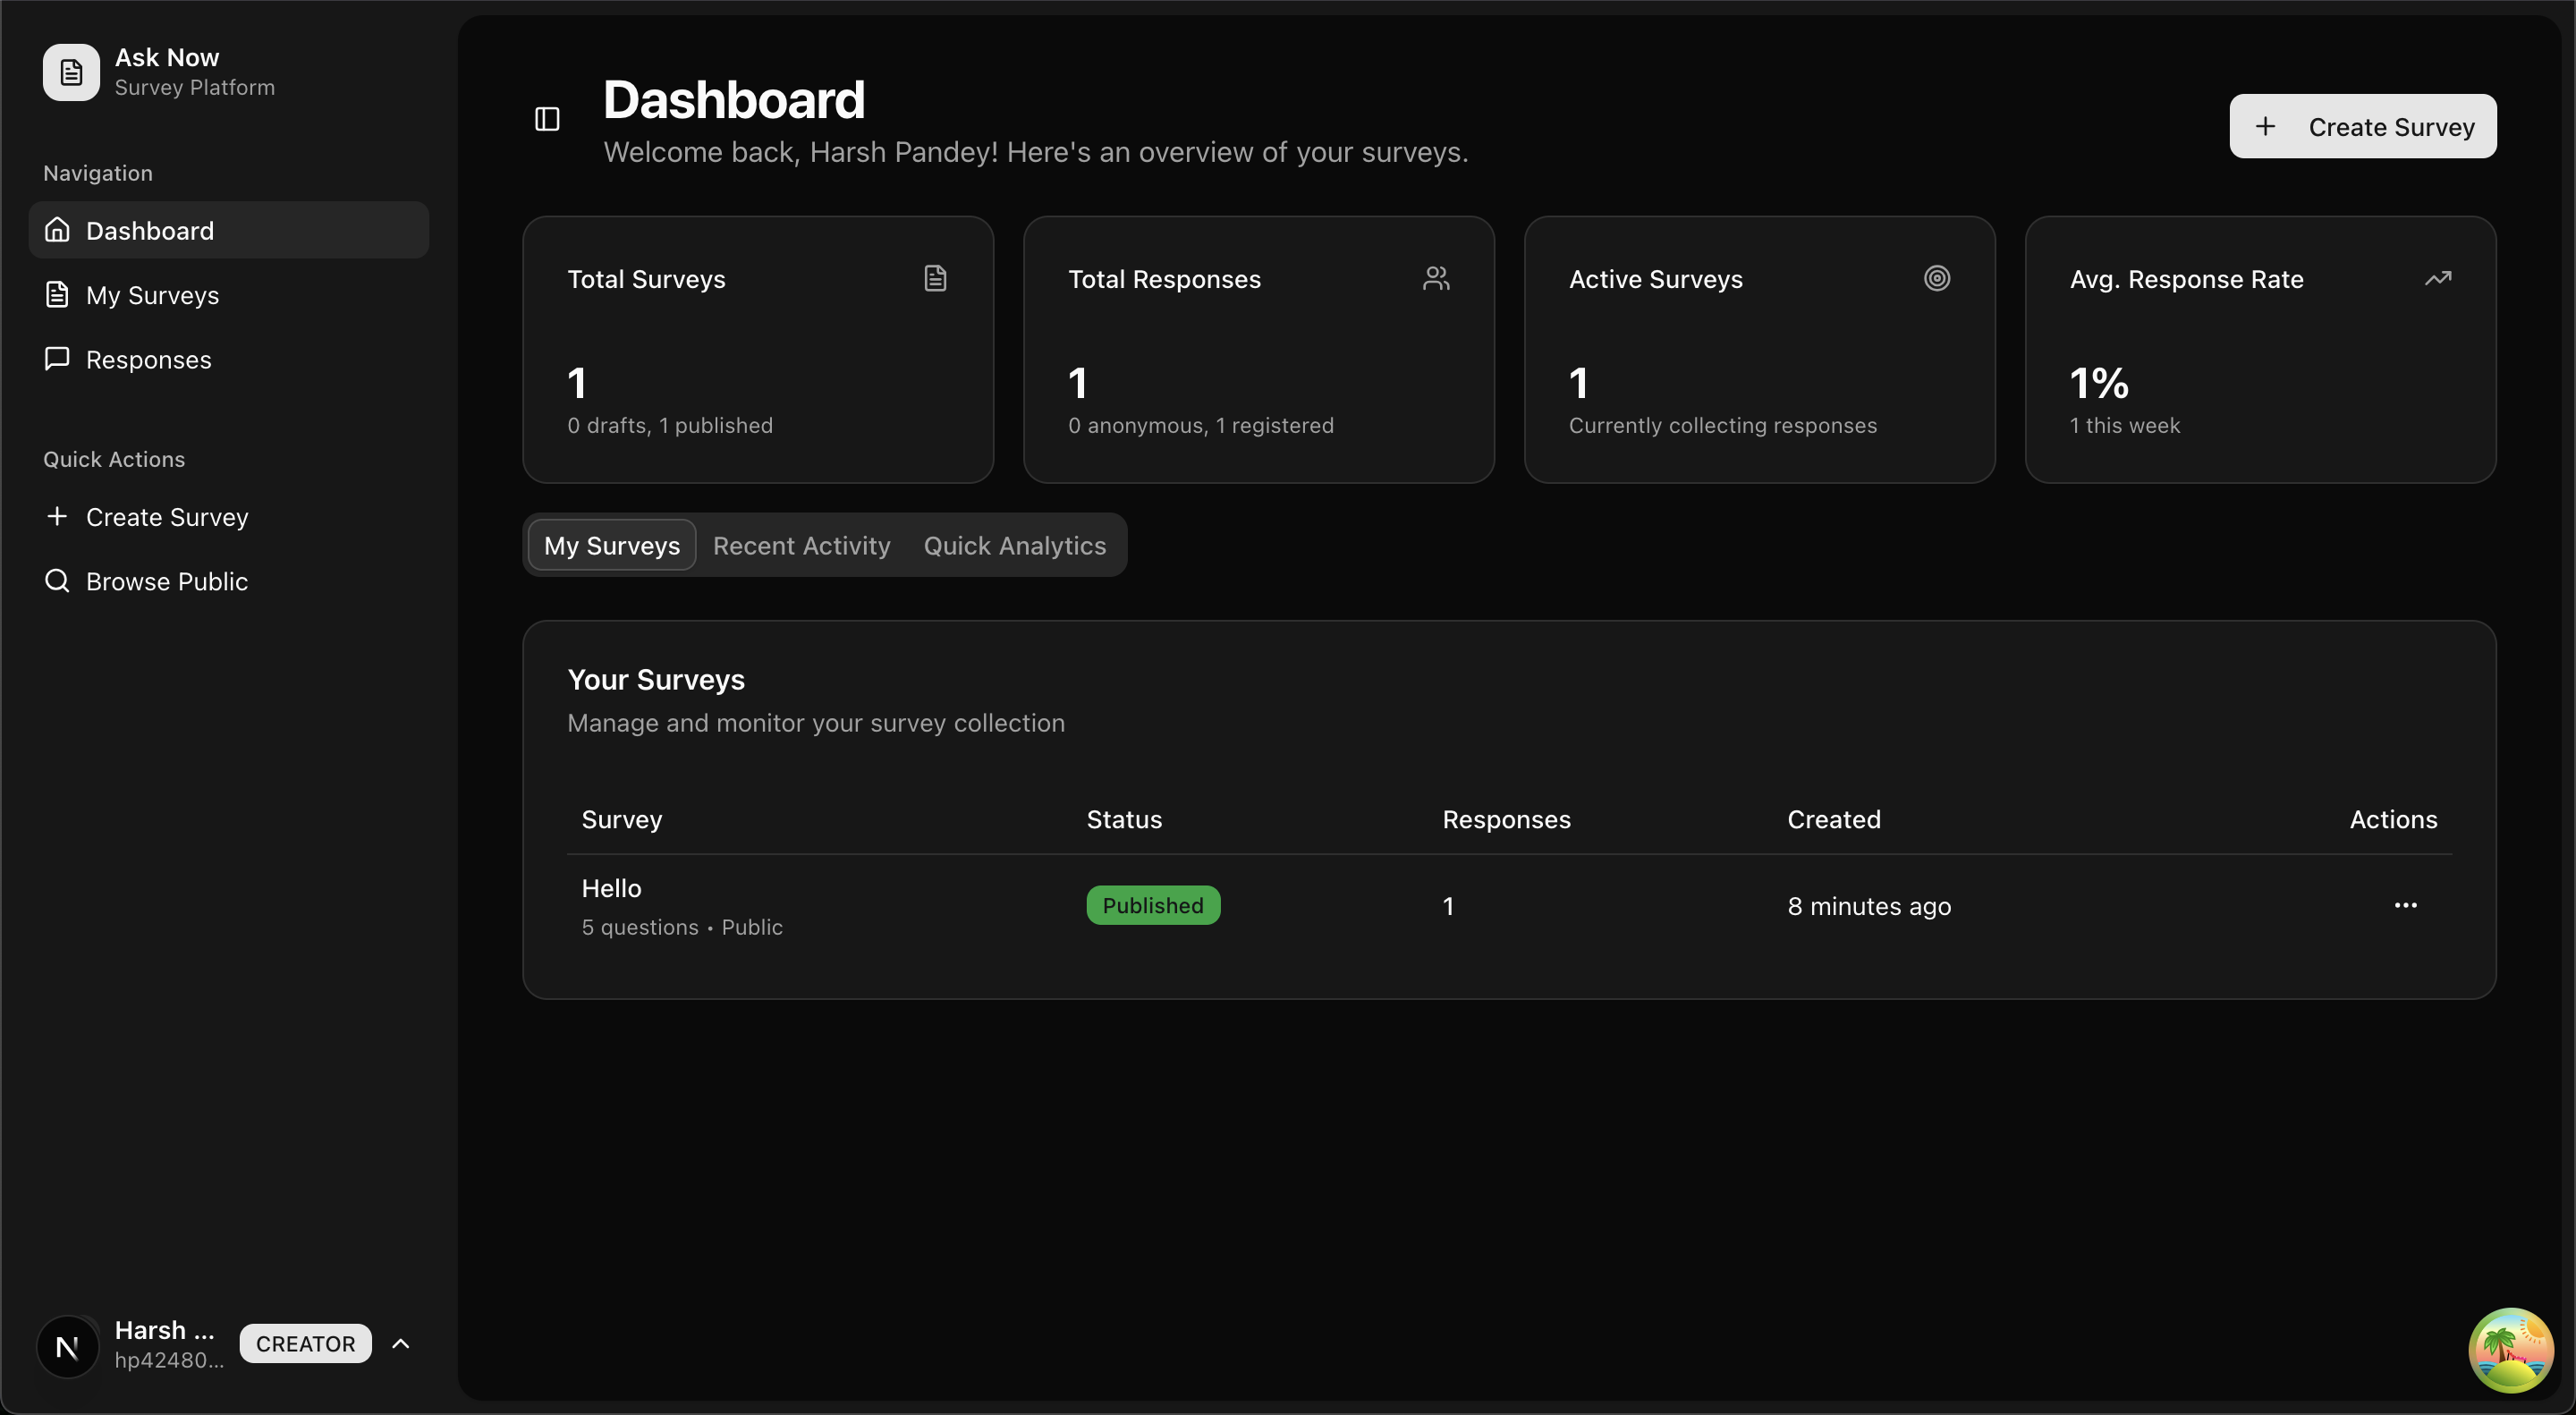 Ask Now
Survey Platform
Navigation
Dashboard
My Surveys
Responses
Quick Actions
Create Survey
Browse Public
Harsh ...
hp42480...
CREATOR
N
Dashboard
Welcome back, Harsh Pandey! Here's an overview of your surveys.
Create Survey
Total Surveys
1
0 drafts, 1 published
Total Responses
1
0 anonymous, 1 registered
Active Surveys
1
Currently collecting responses
Avg. Response Rate
1%
1 this week
My Surveys Recent Activity Quick Analytics
Your Surveys
Manage and monitor your survey collection
Survey Status Responses Created Actions
Hello
5 questions • Public
Published
1
8 minutes ago